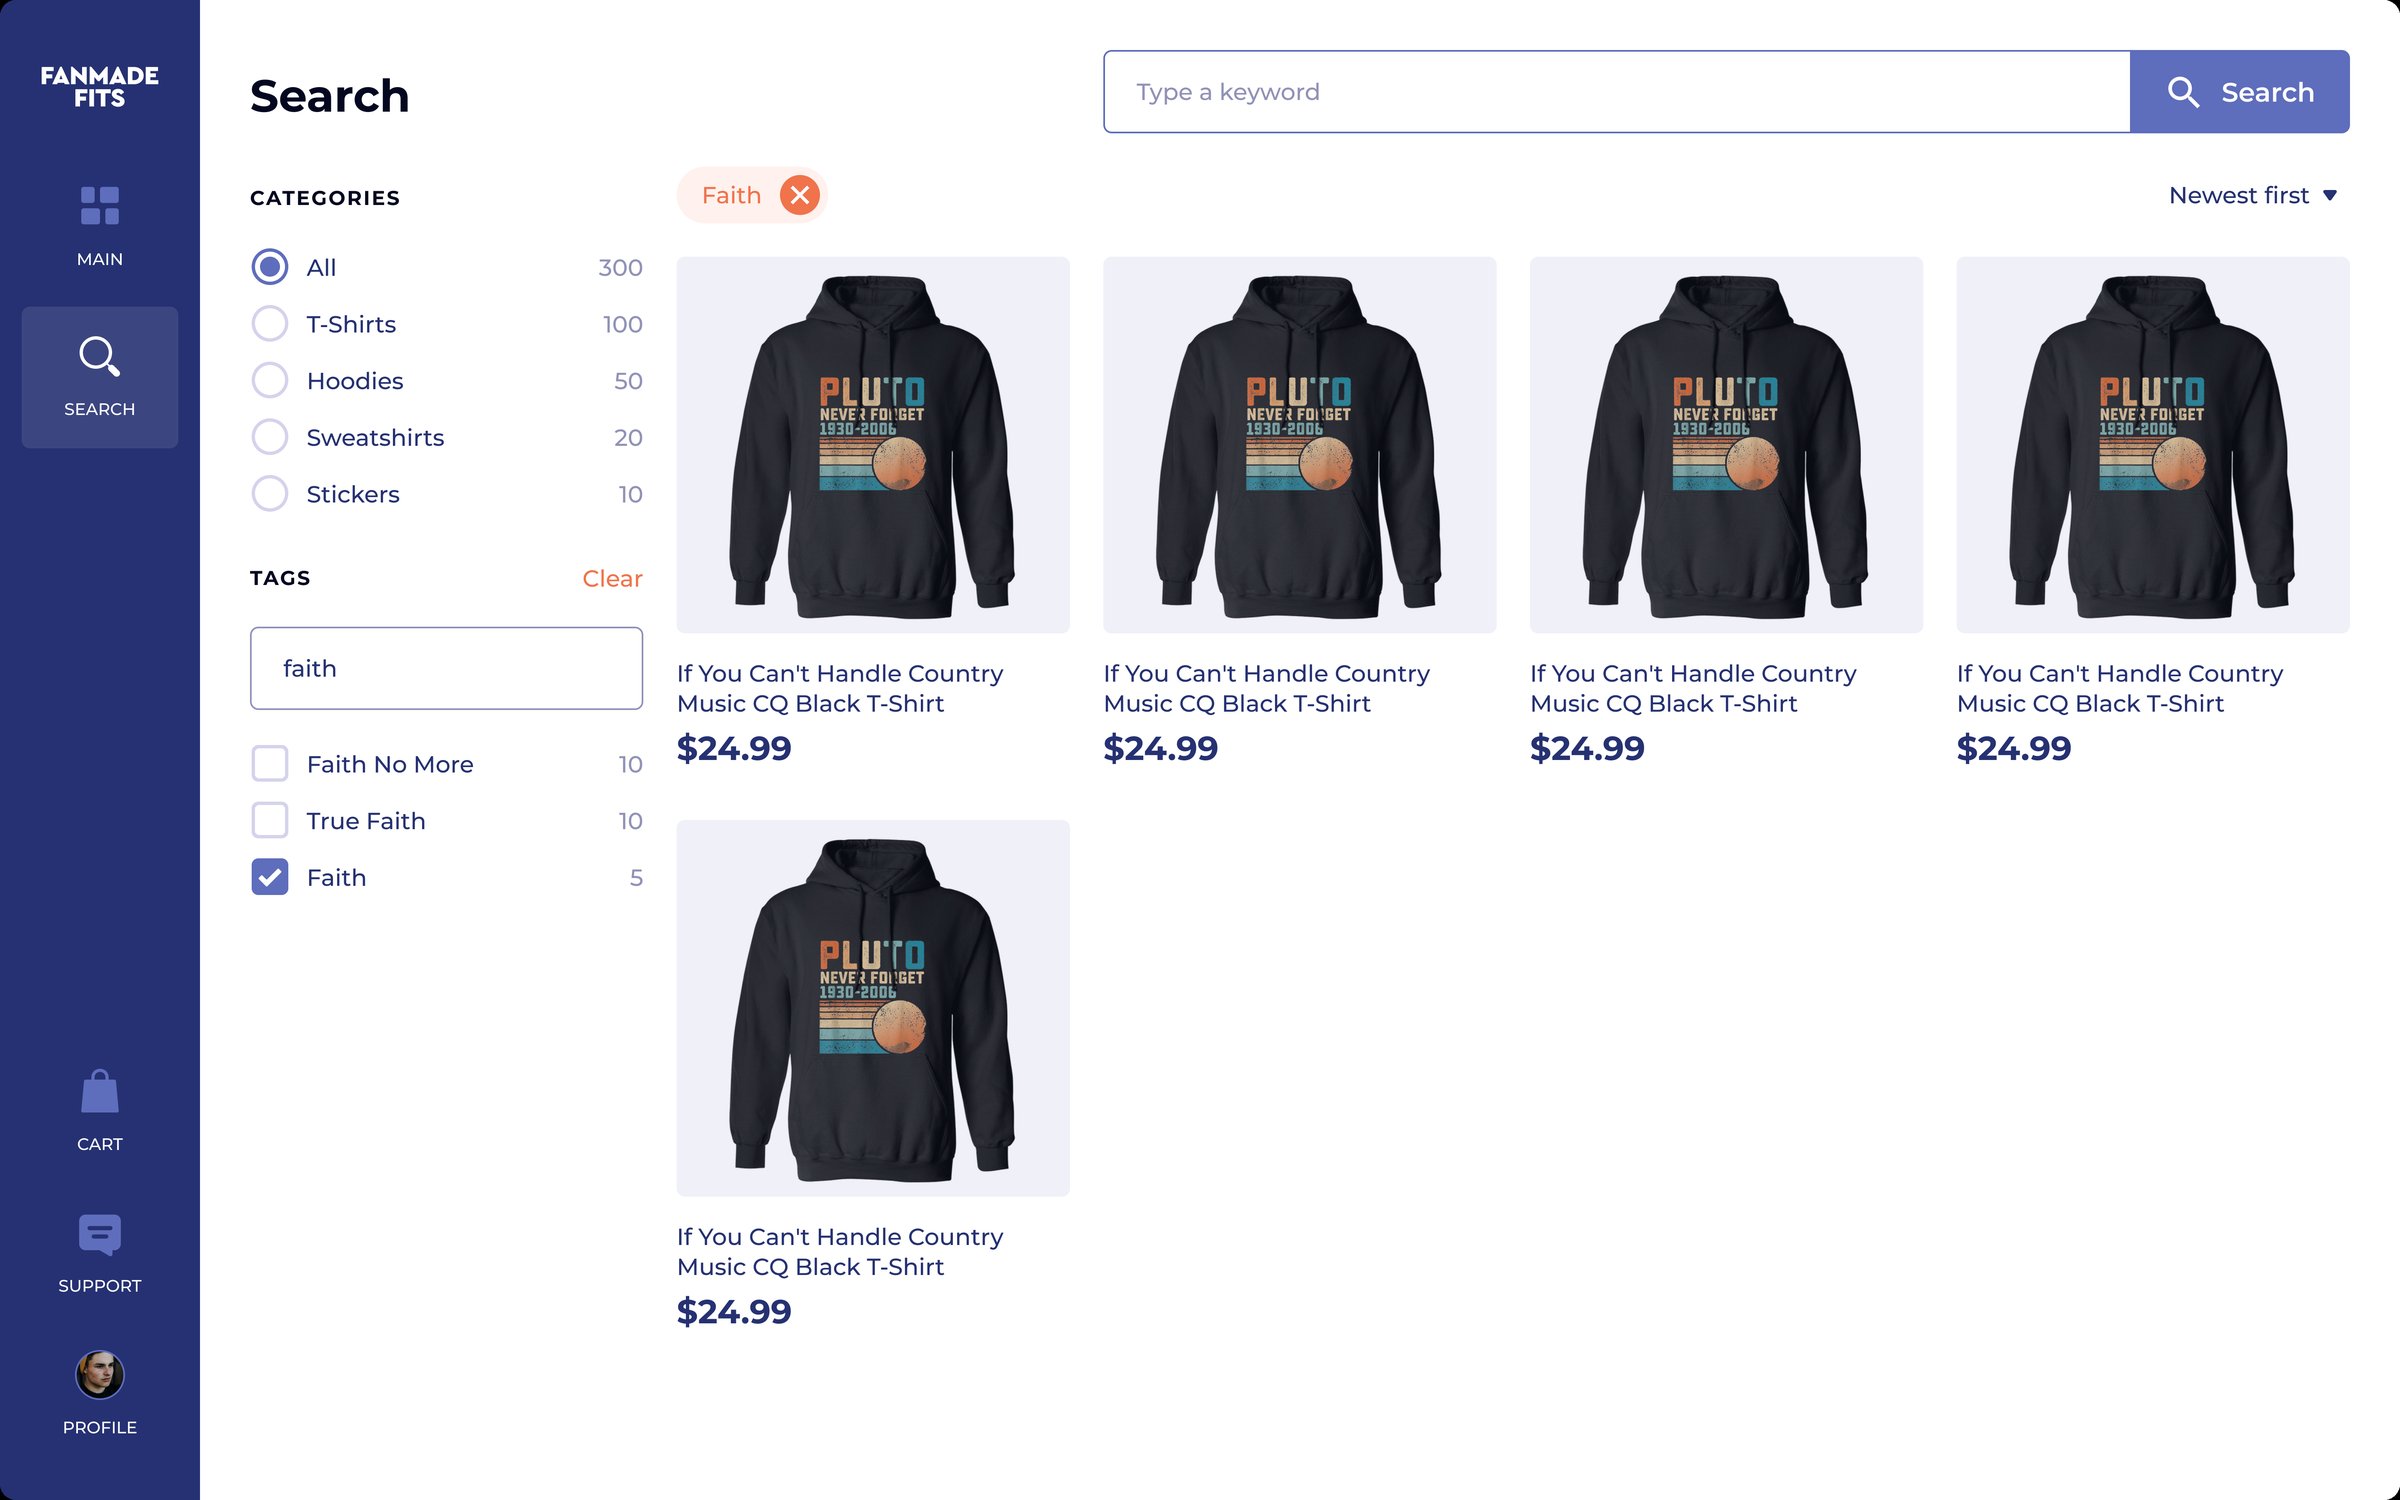 FANMADE
FITS
MAIN
SEARCH
CART
SUPPORT
PROFILE
Search
Type a keyword
Search
CATEGORIES
All 300
T-Shirts 100
Hoodies 50
Sweatshirts 20
Stickers 10
TAGS Clear
faith
Faith No More 10
True Faith 10
Faith 5
Faith
Newest first
PLUTO
NEVER FORGET
1930-2006
If You Can't Handle Country
Music CQ Black T-Shirt
$24.99
PLUTO
NEVER FORGET
1930-2006
If You Can't Handle Country
Music CQ Black T-Shirt
$24.99
PLUTO
NEVER FORGET
1930-2006
If You Can't Handle Country
Music CQ Black T-Shirt
$24.99
PLUTO
NEVER FORGET
1930-2006
If You Can't Handle Country
Music CQ Black T-Shirt
$24.99
PLUTO
NEVER FORGET
1930-2006
If You Can't Handle Country
Music CQ Black T-Shirt
$24.99